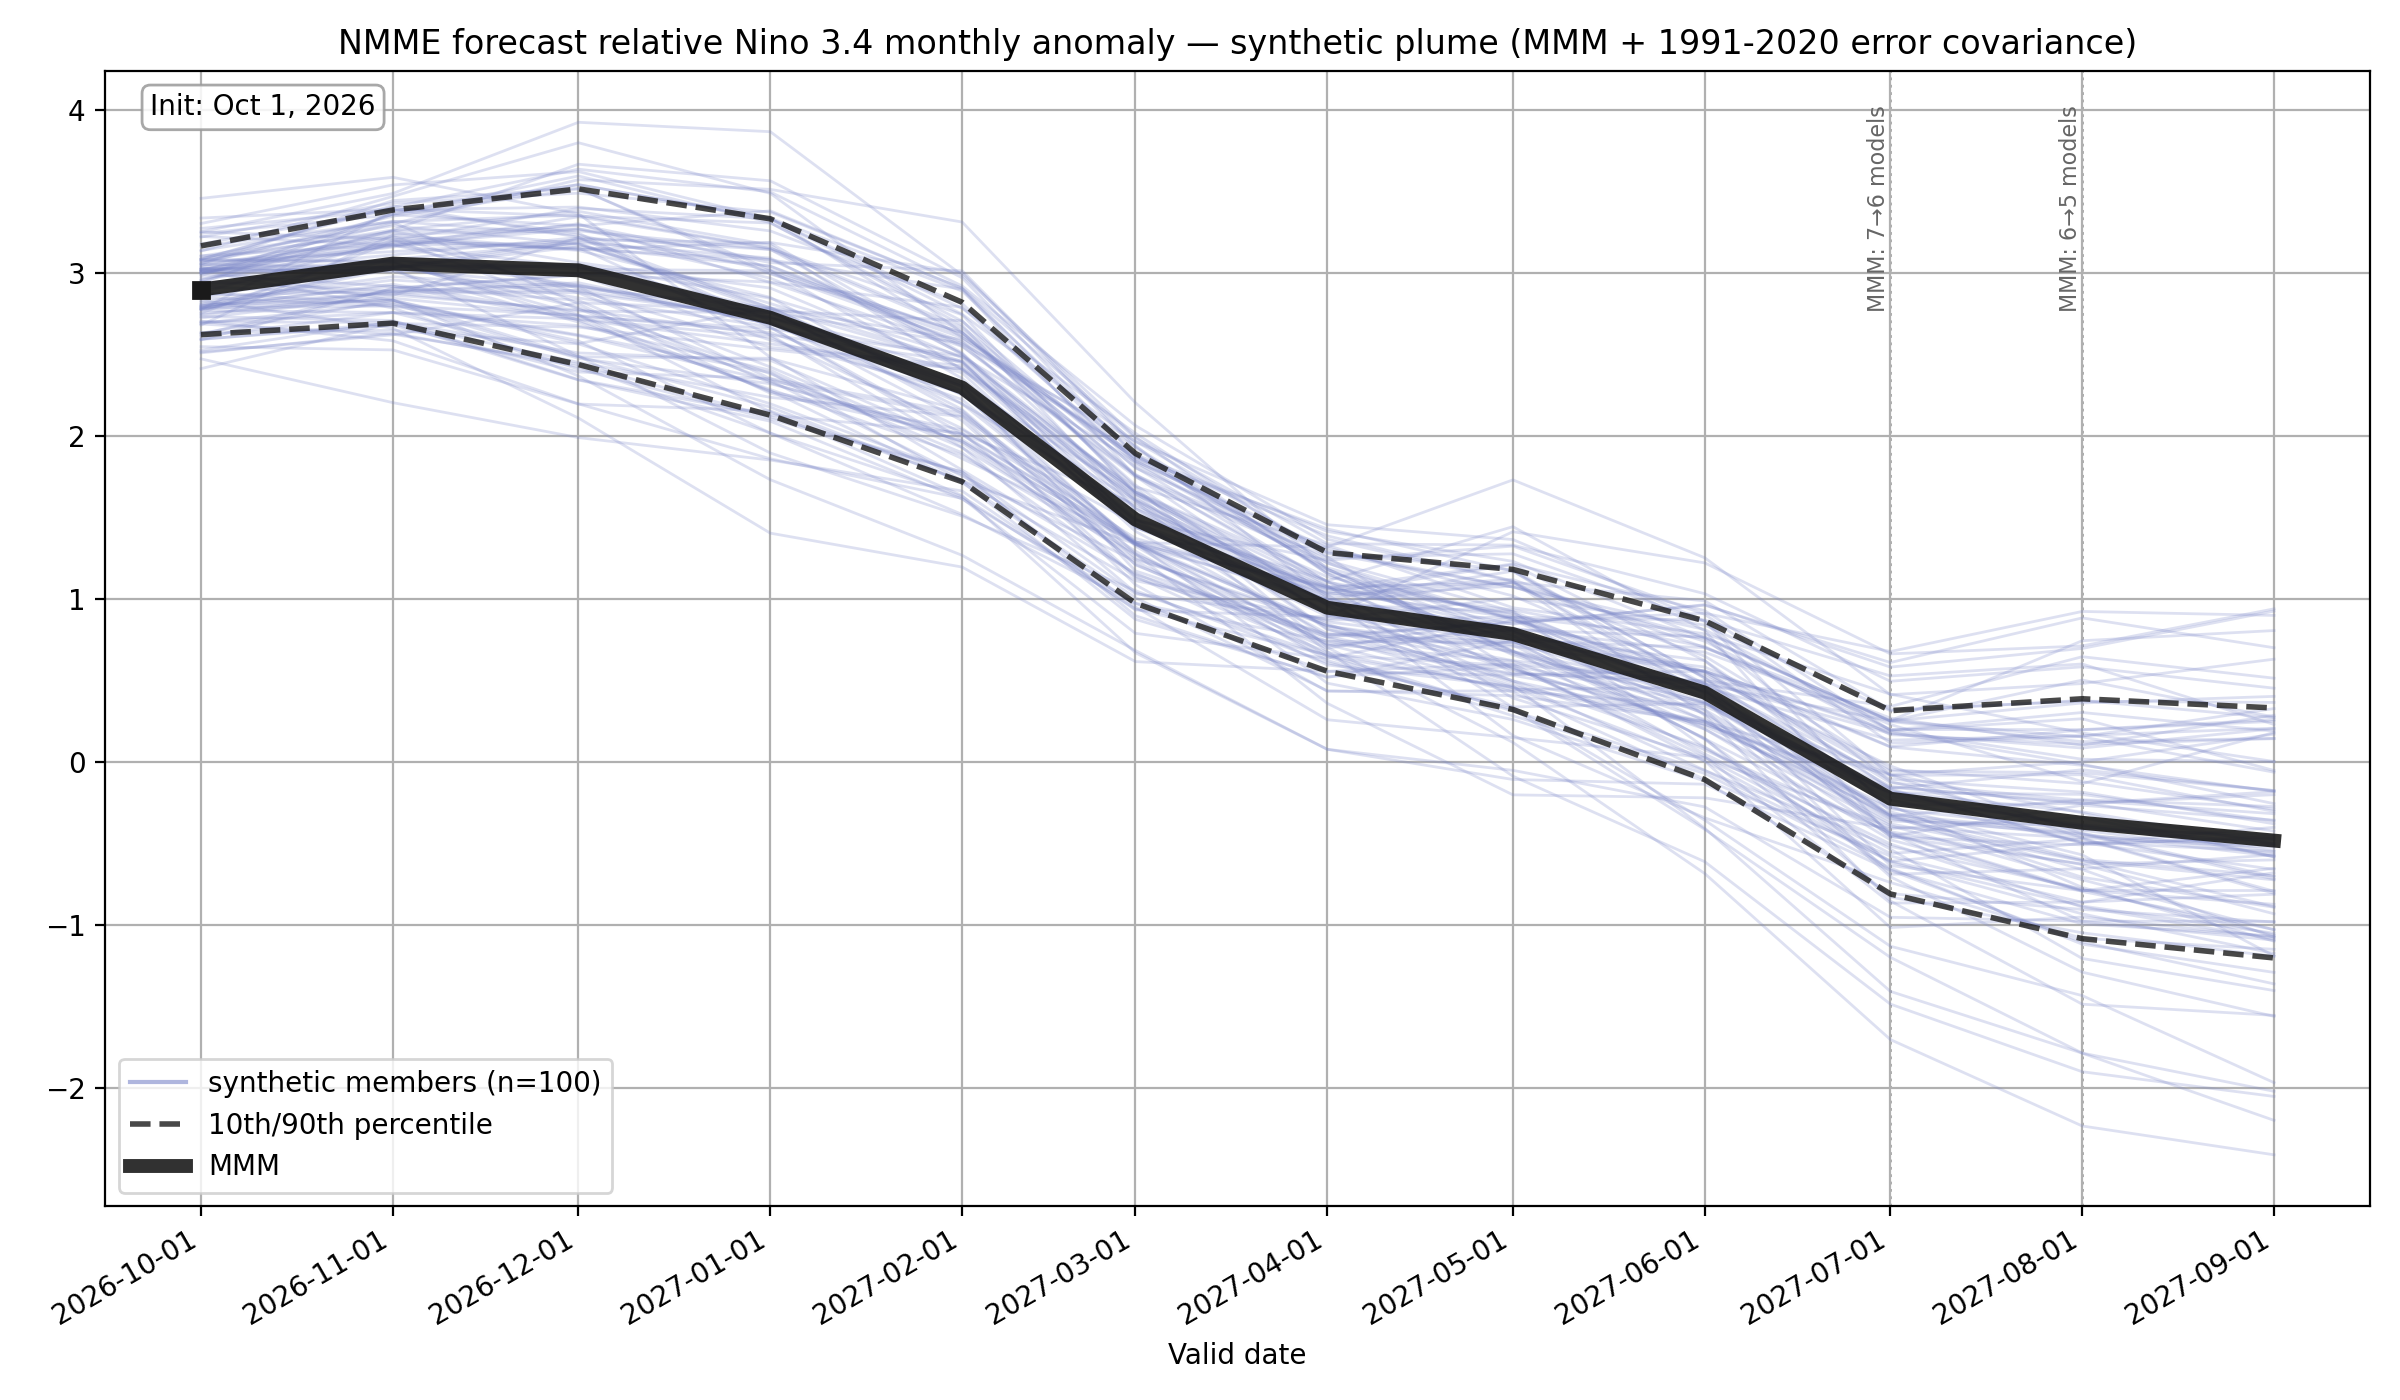 NMME forecast relative Nino 3.4 monthly anomaly — synthetic plume (MMM + 1991-2020 error covariance)
Init: Oct 1, 2026
4
3
2
1
0
−1
−2
MMM: 7→6 models
MMM: 6→5 models
synthetic members (n=100)
10th/90th percentile
MMM
2026-10-01
2026-11-01
2026-12-01
2027-01-01
2027-02-01
2027-03-01
2027-04-01
2027-05-01
2027-06-01
2027-07-01
2027-08-01
2027-09-01
Valid date